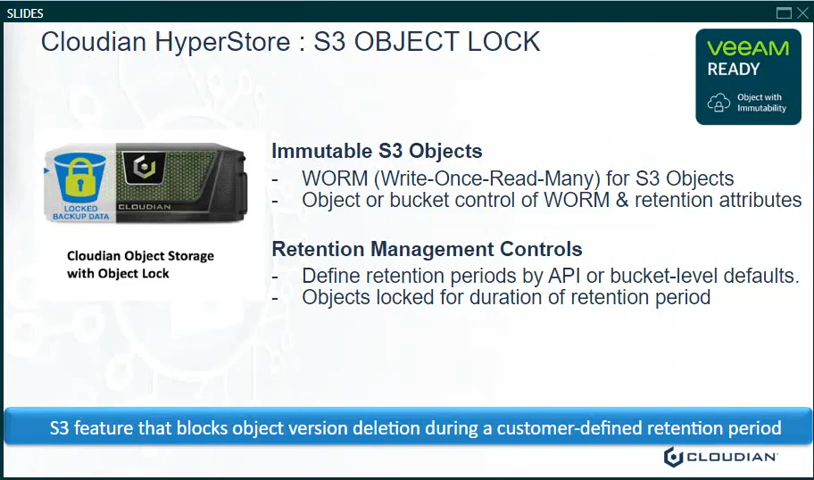 SLIDES
Cloudian HyperStore : S3 OBJECT LOCK
veeAM
READY
Object with
Immutability
Immutable S3 Objects
- WORM (Write-Once-Read-Many) for S3 Objects
- Object or bucket control of WORM & retention attributes
LOCKED
BACKUP DATA
CLOUDIAN
Cloudian Object Storage
with Object Lock
Retention Management Controls
- Define retention periods by API or bucket-level defaults.
- Objects locked for duration of retention period
S3 feature that blocks object version deletion during a customer-defined retention period
CLOUDIAN